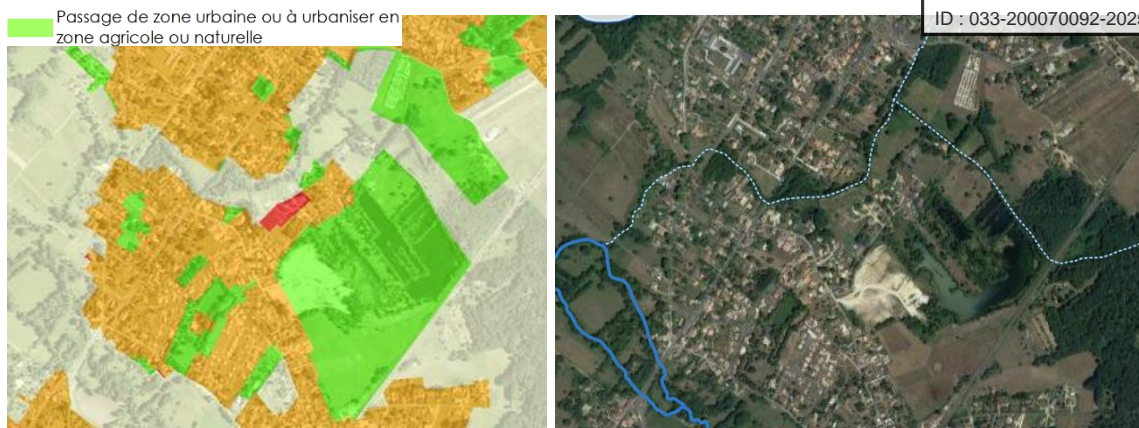 Passage de zone urbaine ou à urbaniser en
zone agricole ou naturelle
ID : 033-200070092-202